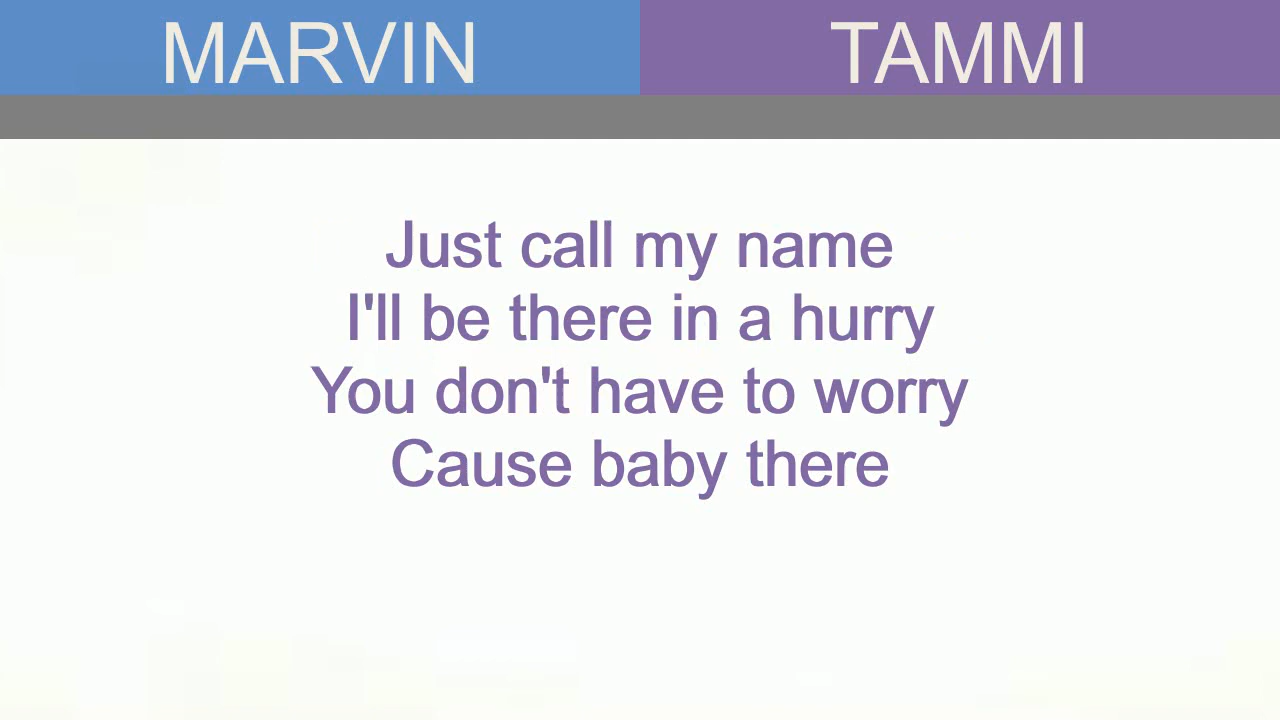 MARVIN TAMMI
Just call my name
I'll be there in a hurry
You don't have to worry
Cause baby there